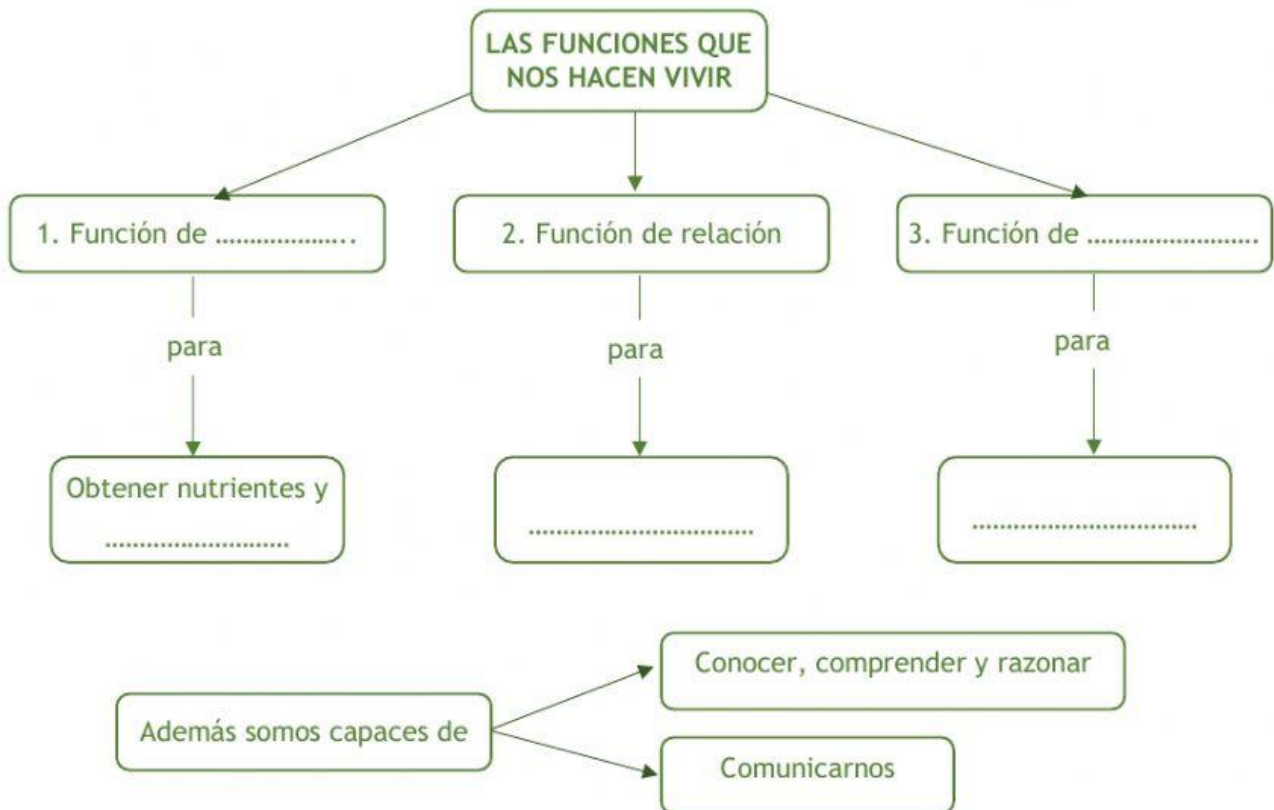 LAS FUNCIONES QUE
NOS HACEN VIVIR
1. Función de ....................
2. Función de relación
3. Función de .........................
para
para
para
Obtener nutrientes y
...........................
.................................
.................................
Además somos capaces de
Conocer, comprender y razonar
Comunicarnos